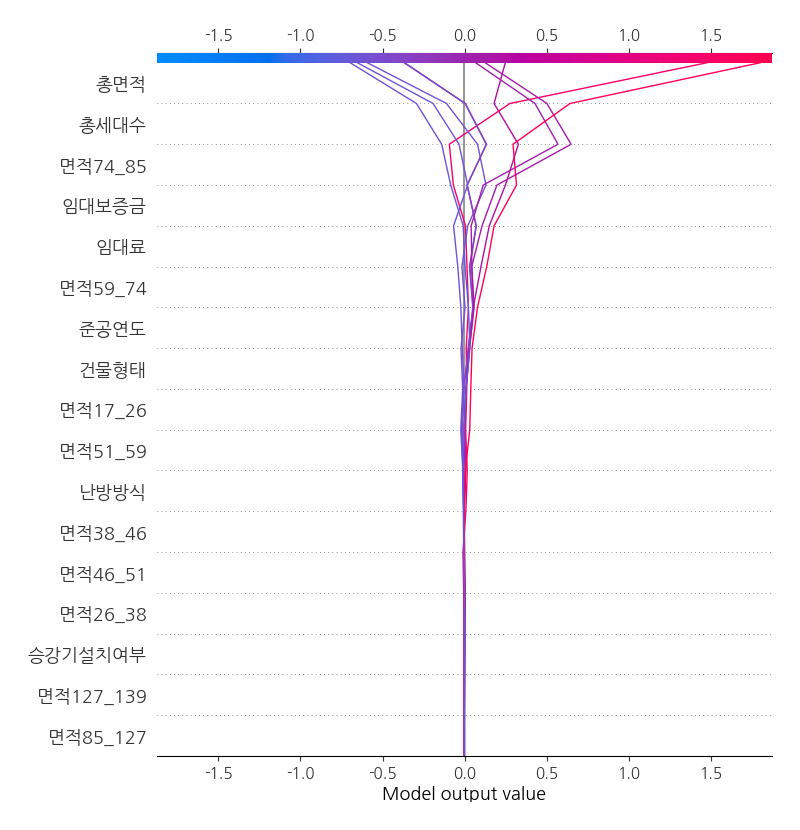 -1.5 -1.0 -0.5 0.0 0.5 1.0 1.5
총면적
총세대수
면적74_85
임대보증금
임대료
면적59_74
준공연도
건물형태
면적17_26
면적51_59
난방방식
면적38_46
면적46_51
면적26_38
승강기설치여부
면적127_139
면적85_127
-1.5 -1.0 -0.5 0.0 0.5 1.0 1.5
Model output value